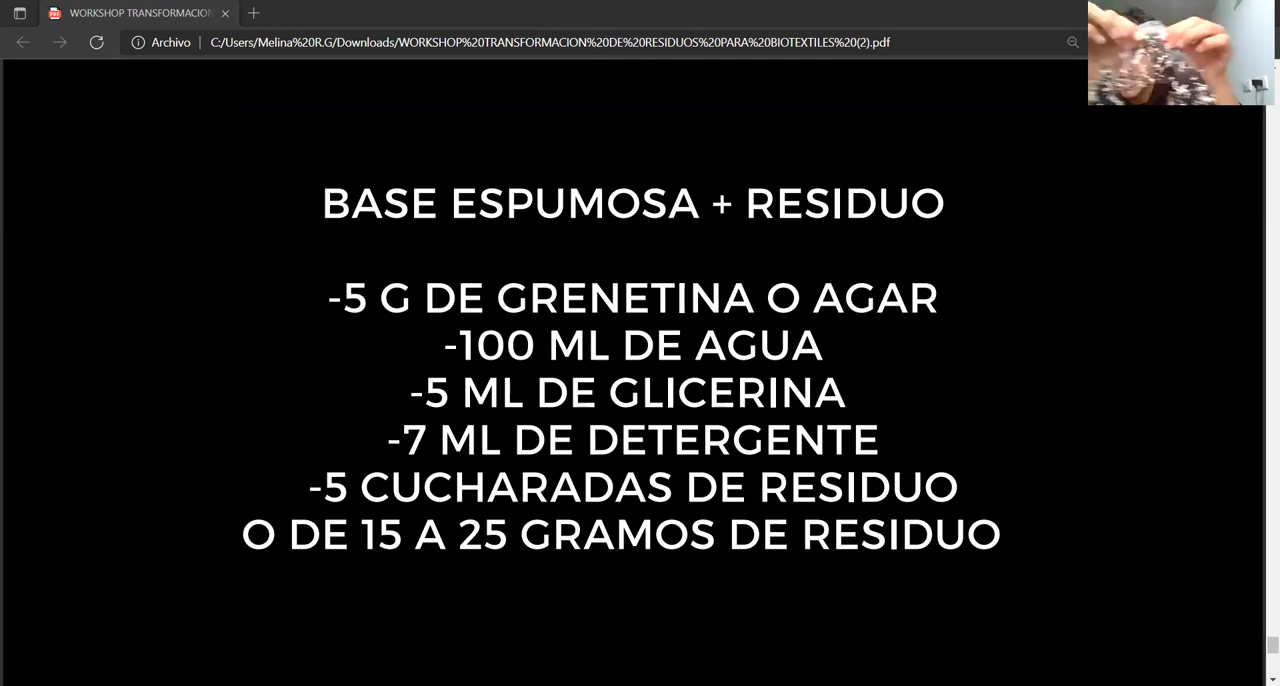 WORKSHOP TRANSFORMACION
Archivo
C:/Users/Melina%20R.G/Downloads/WORKSHOP%20TRANSFORMACION%20DE%20RESIDUOS%20PARA%20BIOTEXTILES%20(2).pdf
BASE ESPUMOSA + RESIDUO
-5 G DE GRENETINA O AGAR
-100 ML DE AGUA
-5 ML DE GLICERINA
-7 ML DE DETERGENTE
-5 CUCHARADAS DE RESIDUO
O DE 15 A 25 GRAMOS DE RESIDUO